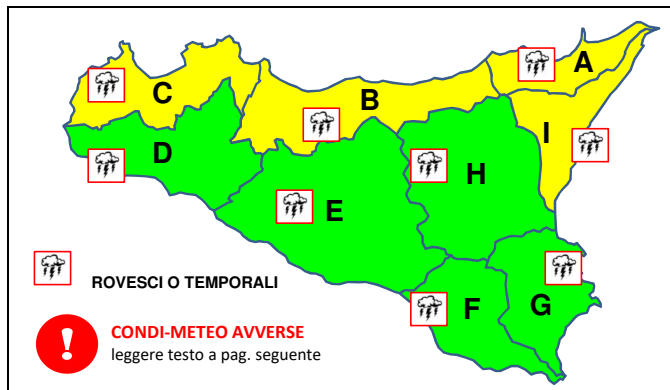 A
C
B
I
D
H
E
F
G
ROVESCI O TEMPORALI
!
CONDI-METEO AVVERSE
leggere testo a pag. seguente